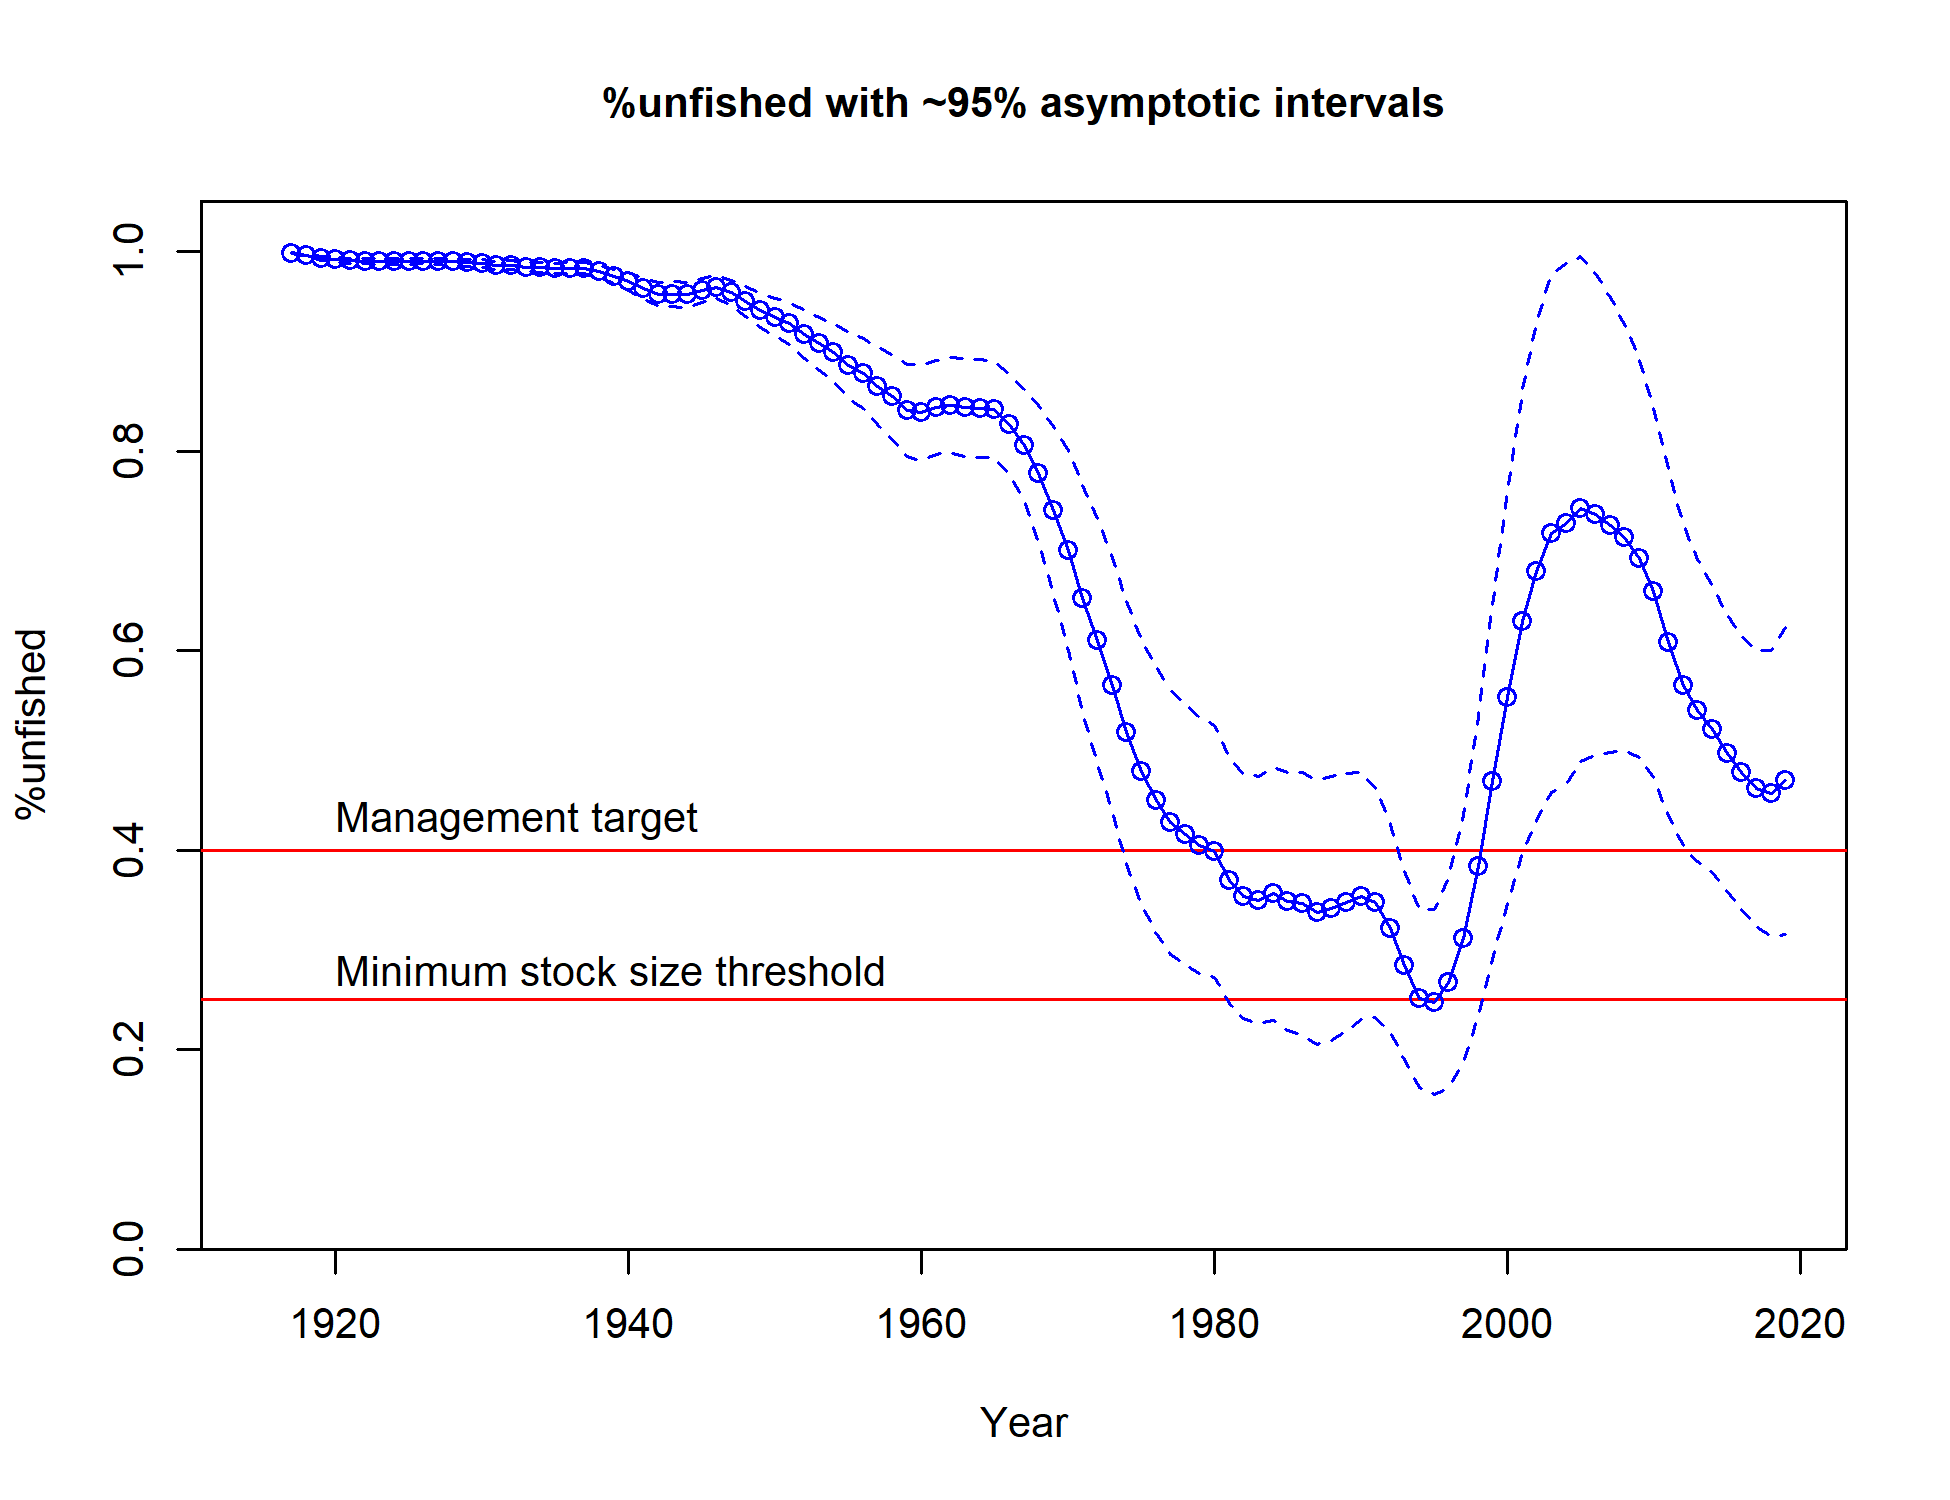 %unfished with ~95% asymptotic intervals
%unfished
1.0
0.8
0.6
0.4
0.2
0.0
Management target
Minimum stock size threshold
1920 1940 1960 1980 2000 2020
Year